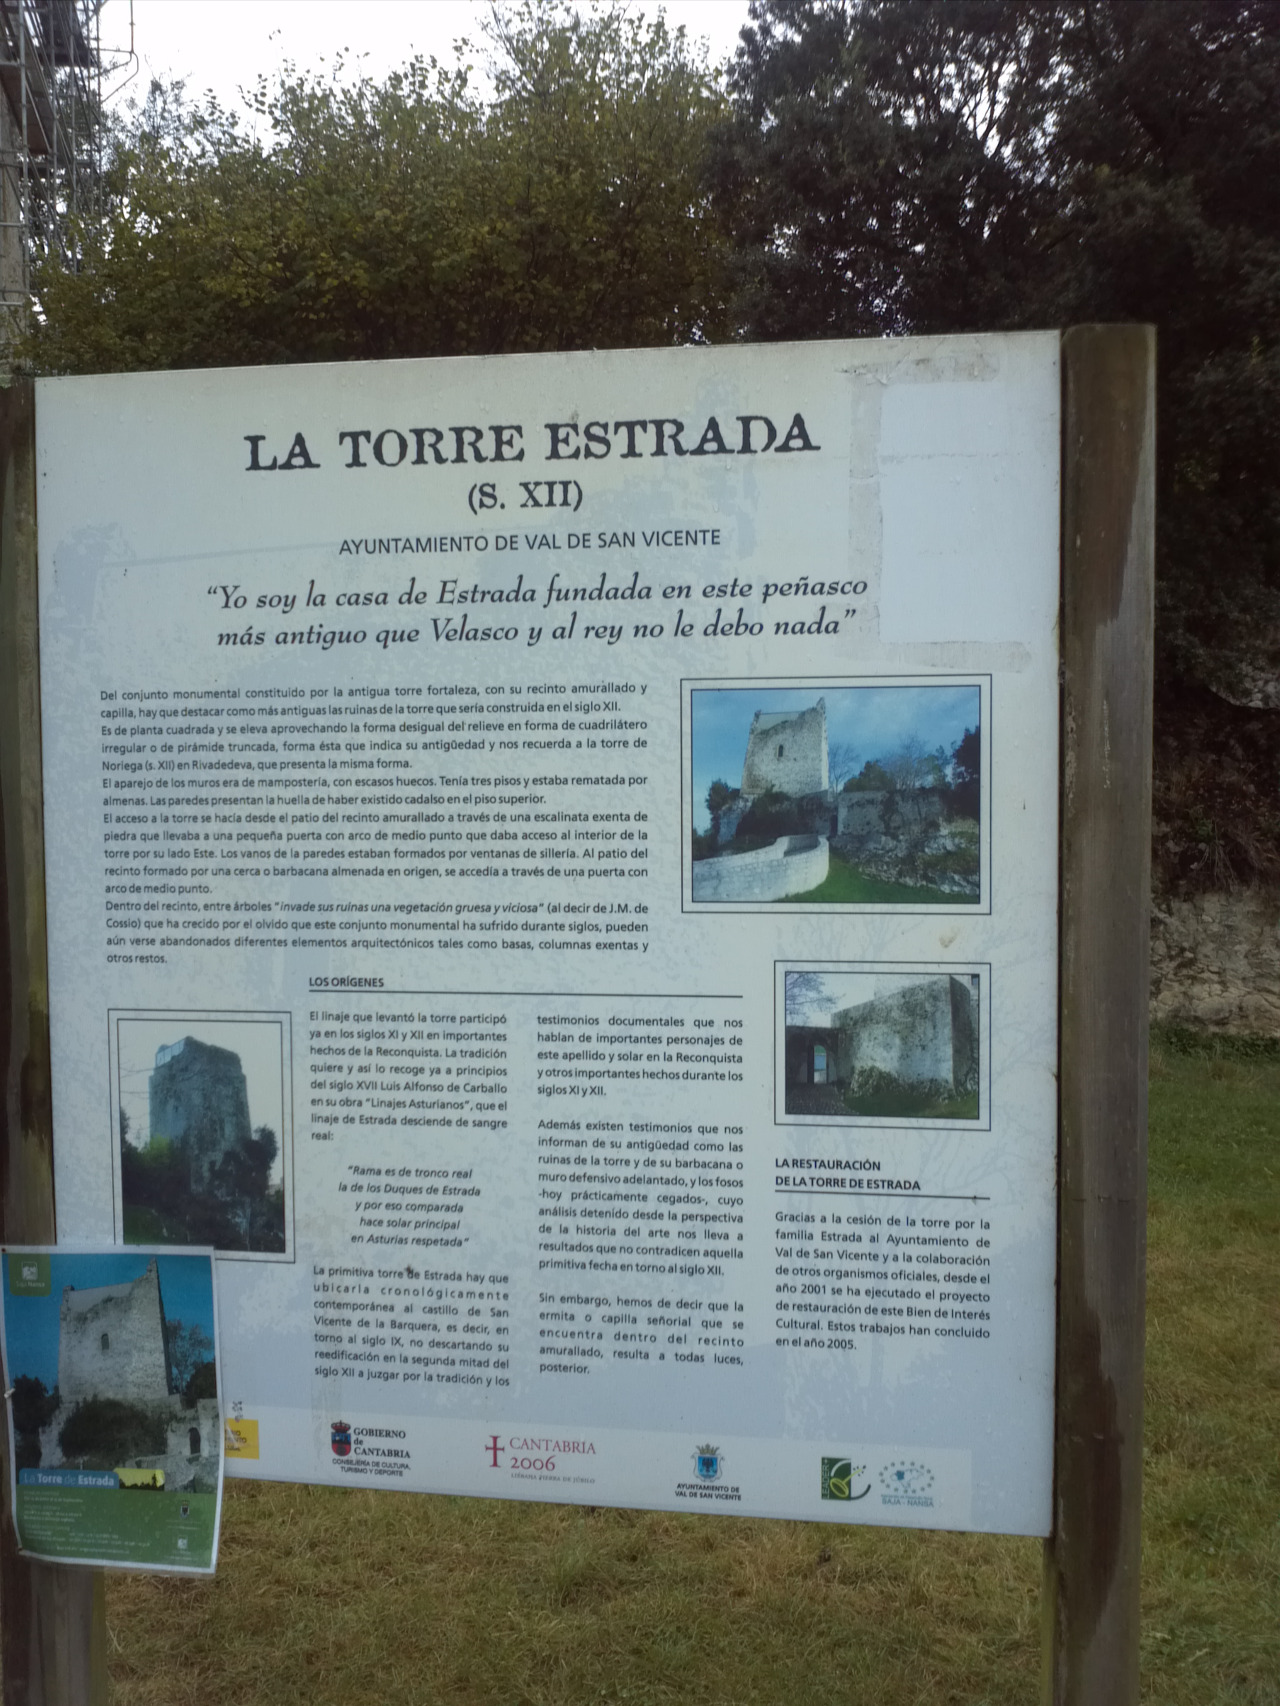 LA TORRE ESTRADA
(S. XII)
AYUNTAMIENTO DE VAL DE SAN VICENTE
“Yo soy la casa de Estrada fundada en este peñasco
más antiguo que Velasco y al rey no le debo nada”
Del conjunto monumental constituido por la antigua torre fortaleza, con su recinto amurallado y
capilla, hay que destacar como más antiguas las ruinas de la torre que sería construida en el siglo XII.
Es de planta cuadrada y se eleva aprovechando la forma desigual del relieve en forma de cuadrilátero
irregular o de pirámide truncada, forma ésta que indica su antigüedad y nos recuerda a la torre de
Noriega (s. XII) en Rivadedeva, que presenta la misma forma.
El aparejo de los muros era de mampostería, con escasos huecos. Tenía tres pisos y estaba rematada por
almenas. Las paredes presentan la huella de haber existido cadalso en el piso superior.
El acceso a la torre se hacía desde el patio del recinto amurallado a través de una escalinata exenta de
piedra que llevaba a una pequeña puerta con arco de medio punto que daba acceso al interior de la
torre por su lado Este. Los vanos de la paredes estaban formados por ventanas de sillería. Al patio del
recinto formado por una cerca o barbacana almenada en origen, se accedía a través de una puerta con
arco de medio punto.
Dentro del recinto, entre árboles “invade sus ruinas una vegetación gruesa y viciosa” (al decir de J.M. de
Cossio) que ha crecido por el olvido que este conjunto monumental ha sufrido durante siglos, pueden
aún verse abandonados diferentes elementos arquitectónicos tales como basas, columnas exentas y
otros restos.
LOS ORÍGENES
El linaje que levantó la torre participó
ya en los siglos XI y XII en importantes
hechos de la Reconquista. La tradición
quiere y así lo recoge ya a principios
del siglo XVII Luis Alfonso de Carballo
en su obra “Linajes Asturianos”, que el
linaje de Estrada desciende de sangre
real:
“Rama es de tronco real
la de los Duques de Estrada
y por eso comparada
hace solar principal
en Asturias respetada”
La primitiva torre de Estrada hay que
ubicarla cronológicamente
contemporánea al castillo de San
Vicente de la Barquera, es decir, en
torno al siglo IX, no descartando su
reedificación en la segunda mitad del
siglo XII a juzgar por la tradición y los
testimonios documentales que nos
hablan de importantes personajes de
este apellido y solar en la Reconquista
y otros importantes hechos durante los
siglos XI y XII.
Además existen testimonios que nos
informan de su antigüedad como las
ruinas de la torre y de su barbacana o
muro defensivo adelantado, y los fosos
-hoy prácticamente cegados-, cuyo
análisis detenido desde la perspectiva
de la historia del arte nos lleva a
resultados que no contradicen aquella
primitiva fecha en torno al siglo XII.
Sin embargo, hemos de decir que la
ermita o capilla señorial que se
encuentra dentro del recinto
amurallado, resulta a todas luces,
posterior.
LA RESTAURACIÓN
DE LA TORRE DE ESTRADA
Gracias a la cesión de la torre por la
familia Estrada al Ayuntamiento de
Val de San Vicente y a la colaboración
de otros organismos oficiales, desde el
año 2001 se ha ejecutado el proyecto
de restauración de este Bien de Interés
Cultural. Estos trabajos han concluido
en el año 2005.
GOBIERNO
de
CANTABRIA
CONSEJERÍA DE CULTURA,
TURISMO Y DEPORTE
CANTABRIA
2006
LIÉBANA TIERRA DE JÚBILO
AYUNTAMIENTO DE
VAL DE SAN VICENTE
LEADER
SAJA - NANSA
La Torre de Estrada